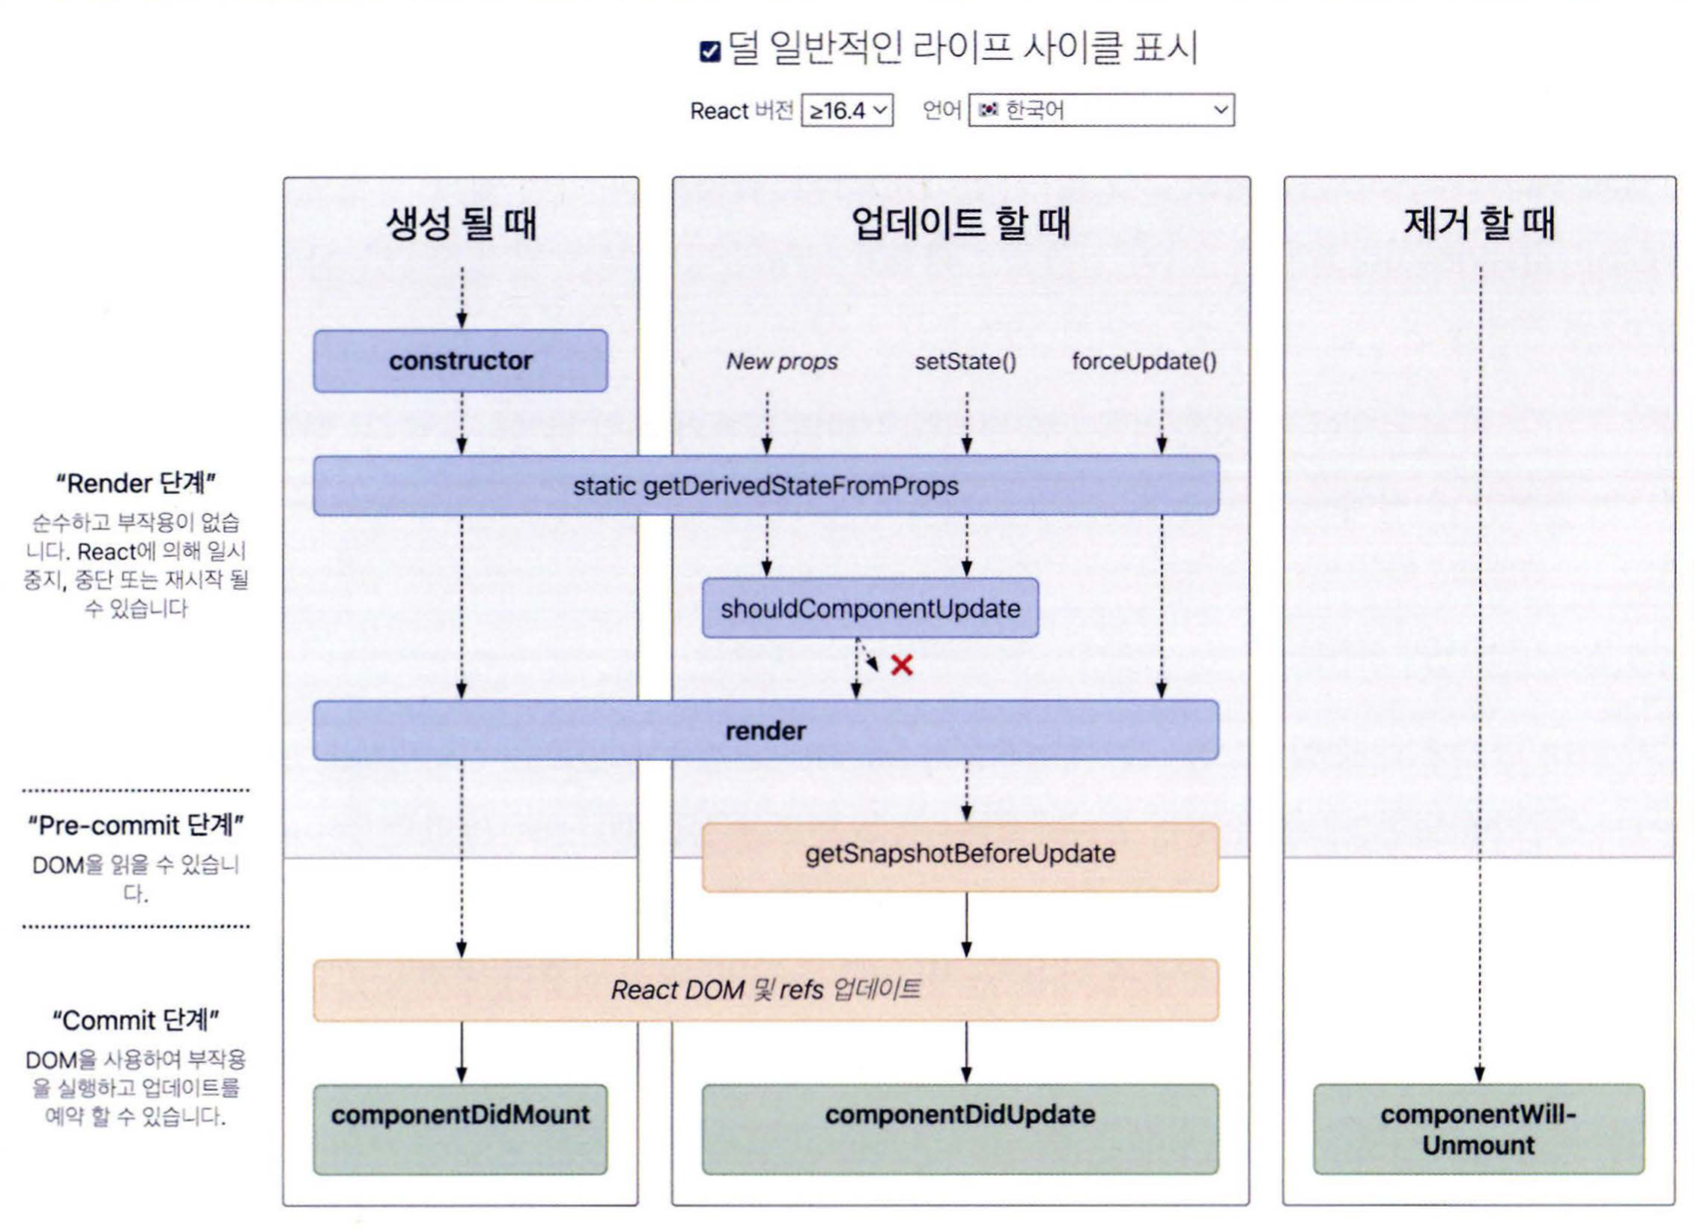 덜 일반적인 라이프 사이클 표시
React 버전 ≥16.4 언어 🇰🇷 한국어
생성 될 때
업데이트 할 때
제거 할 때
constructor
New props
setState()
forceUpdate()
"Render 단계"
순수하고 부작용이 없습
니다. React에 의해 일시
중지, 중단 또는 재시작 될
수 있습니다
static getDerivedStateFromProps
shouldComponentUpdate
render
"Pre-commit 단계"
DOM을 읽을 수 있습니
다.
getSnapshotBeforeUpdate
React DOM 및 refs 업데이트
"Commit 단계"
DOM을 사용하여 부작용
을 실행하고 업데이트를
예약 할 수 있습니다.
componentDidMount
componentDidUpdate
componentWill-
Unmount